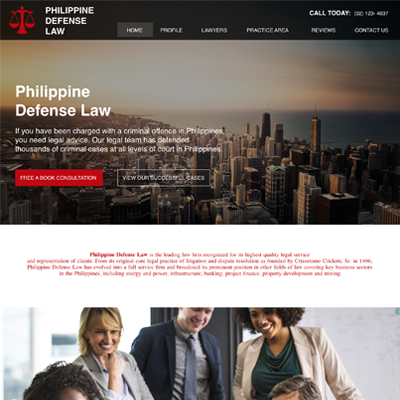 PHILIPPINE
DEFENSE
LAW
CALL TODAY: (32) 123- 4637
HOME PROFILE LAWYERS PRACTICE AREA REVIEWS CONTACT US
Philippine
Defense Law
If you have been charged with a criminal offence in Philippines,
you need legal advice. Our legal team has defended
thousands of criminal cases at all levels of court in Philippines.
FREE A BOOK CONSULTATION VIEW OUR SUCCESSFUL CASES
Philippine Defense Law is the leading law firm recognized for its highest quality legal service
and representation of clients. From its original core legal practice of litigation and dispute resolution as founded by Crisostomo Crickets, Sr. in 1990,
Philippine Defense Law has evolved into a full service firm and broadened its prominent position in other fields of law covering key business sectors
in the Philippines, including energy and power, infrastructure, banking, project finance, property development and mining.